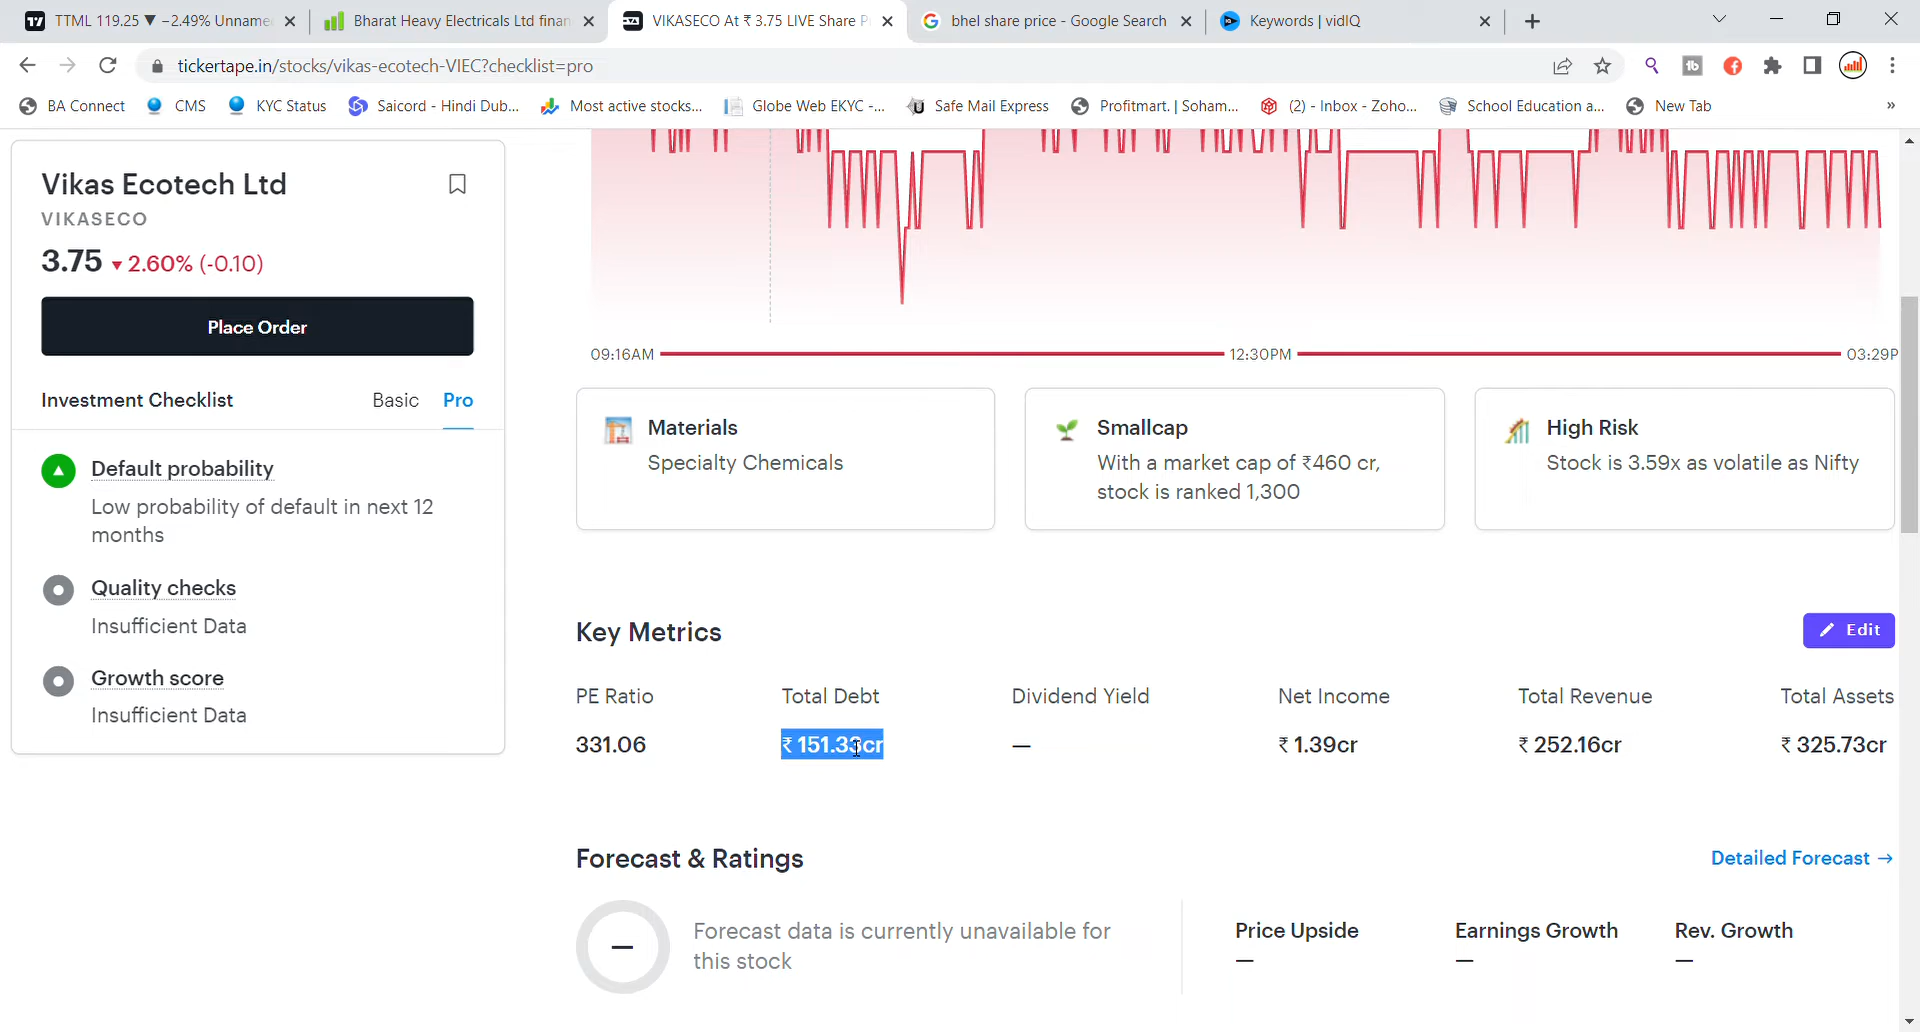 TTML 119.25 ▼ −2.49% Unname
Bharat Heavy Electricals Ltd finan
VIKASECO At ₹ 3.75 LIVE Share P
bhel share price - Google Search
Keywords | vidIQ
tickertape.in/stocks/vikas-ecotech-VIEC?checklist=pro
BA Connect
CMS
KYC Status
Saicord - Hindi Dub...
Most active stocks...
Globe Web EKYC -...
Safe Mail Express
Profitmart. | Soham...
(2) - Inbox - Zoho...
School Education a...
New Tab
»
Vikas Ecotech Ltd
VIKASECO
3.75 ▼ 2.60% (-0.10)
Place Order
Investment Checklist
Basic
Pro
Default probability
Low probability of default in next 12
months
Quality checks
Insufficient Data
Growth score
Insufficient Data
09:16AM
12:30PM
03:29P
Materials
Specialty Chemicals
Smallcap
With a market cap of ₹460 cr,
stock is ranked 1,300
High Risk
Stock is 3.59x as volatile as Nifty
Key Metrics
Edit
PE Ratio
Total Debt
Dividend Yield
Net Income
Total Revenue
Total Assets
331.06
₹ 151.33cr
—
₹ 1.39cr
₹ 252.16cr
₹ 325.73cr
Forecast & Ratings
Detailed Forecast →
—
Forecast data is currently unavailable for
this stock
Price Upside
Earnings Growth
Rev. Growth
—
—
—